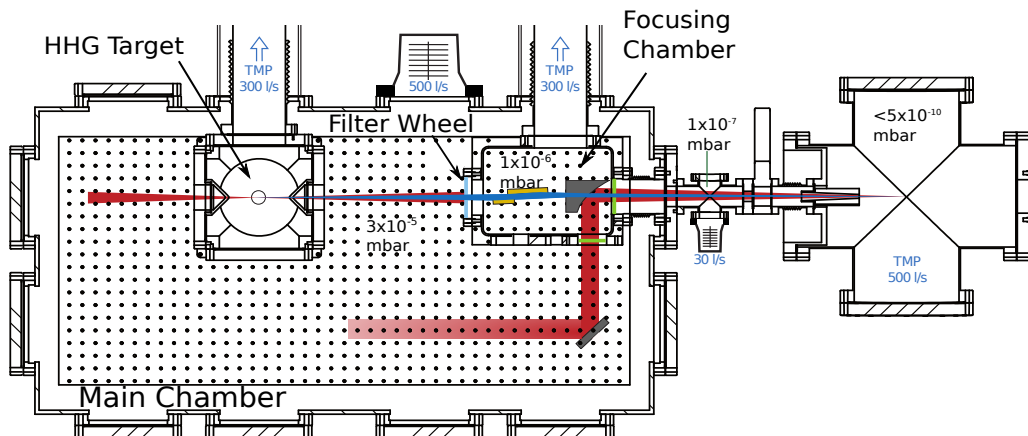 HHG Target
TMP
300 l/s
500 l/s
TMP
300 l/s
Focusing
Chamber
Filter Wheel
1x10⁻⁶
mbar
3x10⁻⁵
mbar
1x10⁻⁷
mbar
30 l/s
<5x10⁻¹⁰
mbar
TMP
500 l/s
Main Chamber